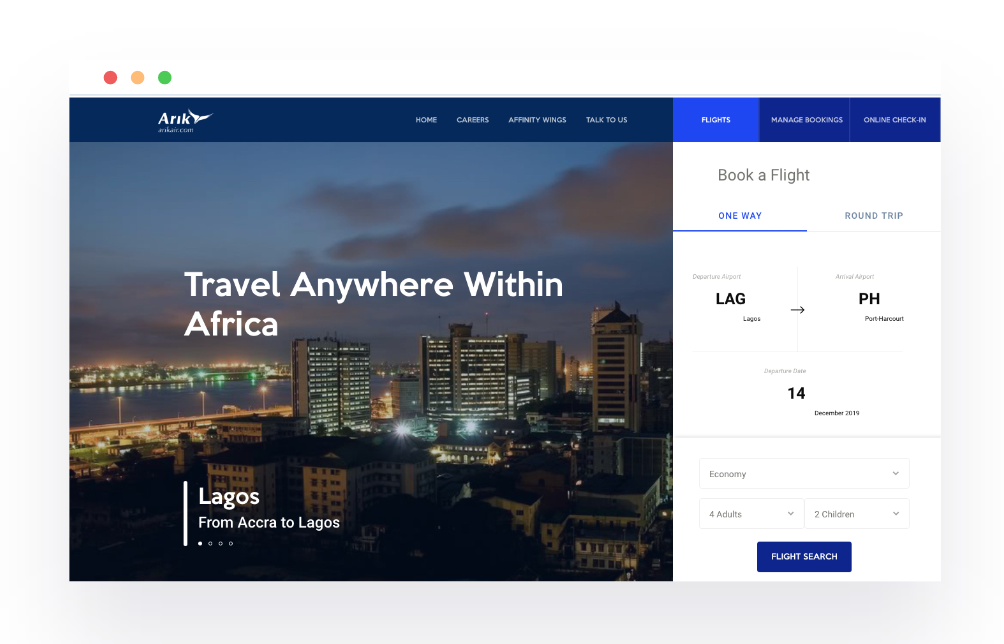 Arik
arikair.com
HOME CAREERS AFFINITY WINGS TALK TO US
FLIGHTS MANAGE BOOKINGS ONLINE CHECK-IN
Travel Anywhere Within
Africa
Lagos
From Accra to Lagos
Book a Flight
ONE WAY ROUND TRIP
Departure Airport Arrival Airport
LAG PH
Lagos Port-Harcourt
Departure Date
14
December 2019
Economy
4 Adults 2 Children
FLIGHT SEARCH